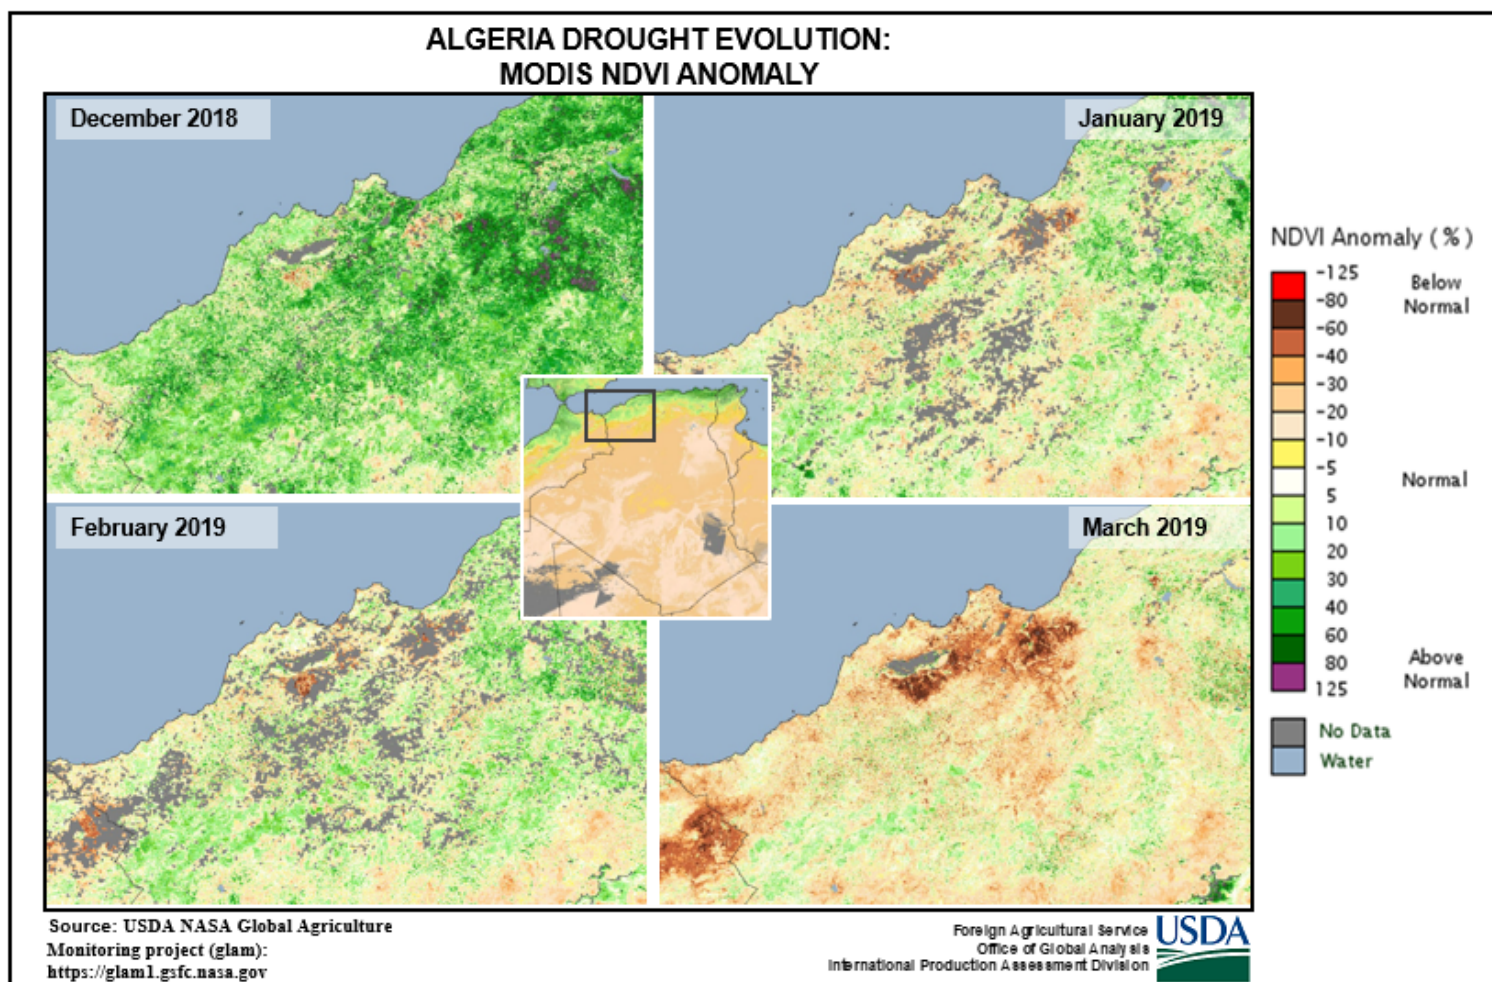 ALGERIA DROUGHT EVOLUTION:
MODIS NDVI ANOMALY
December 2018
January 2019
February 2019
March 2019
NDVI Anomaly (%)
-125
Below
Normal
-80
-60
-40
-30
-20
-10
-5
Normal
5
10
20
30
40
60
80
Above
Normal
125
No Data
Water
Source: USDA NASA Global Agriculture
Monitoring project (glam):
https://glam1.gsfc.nasa.gov
Foreign Agricultural Service
Office of Global Analysis
International Production Assessment Division
USDA